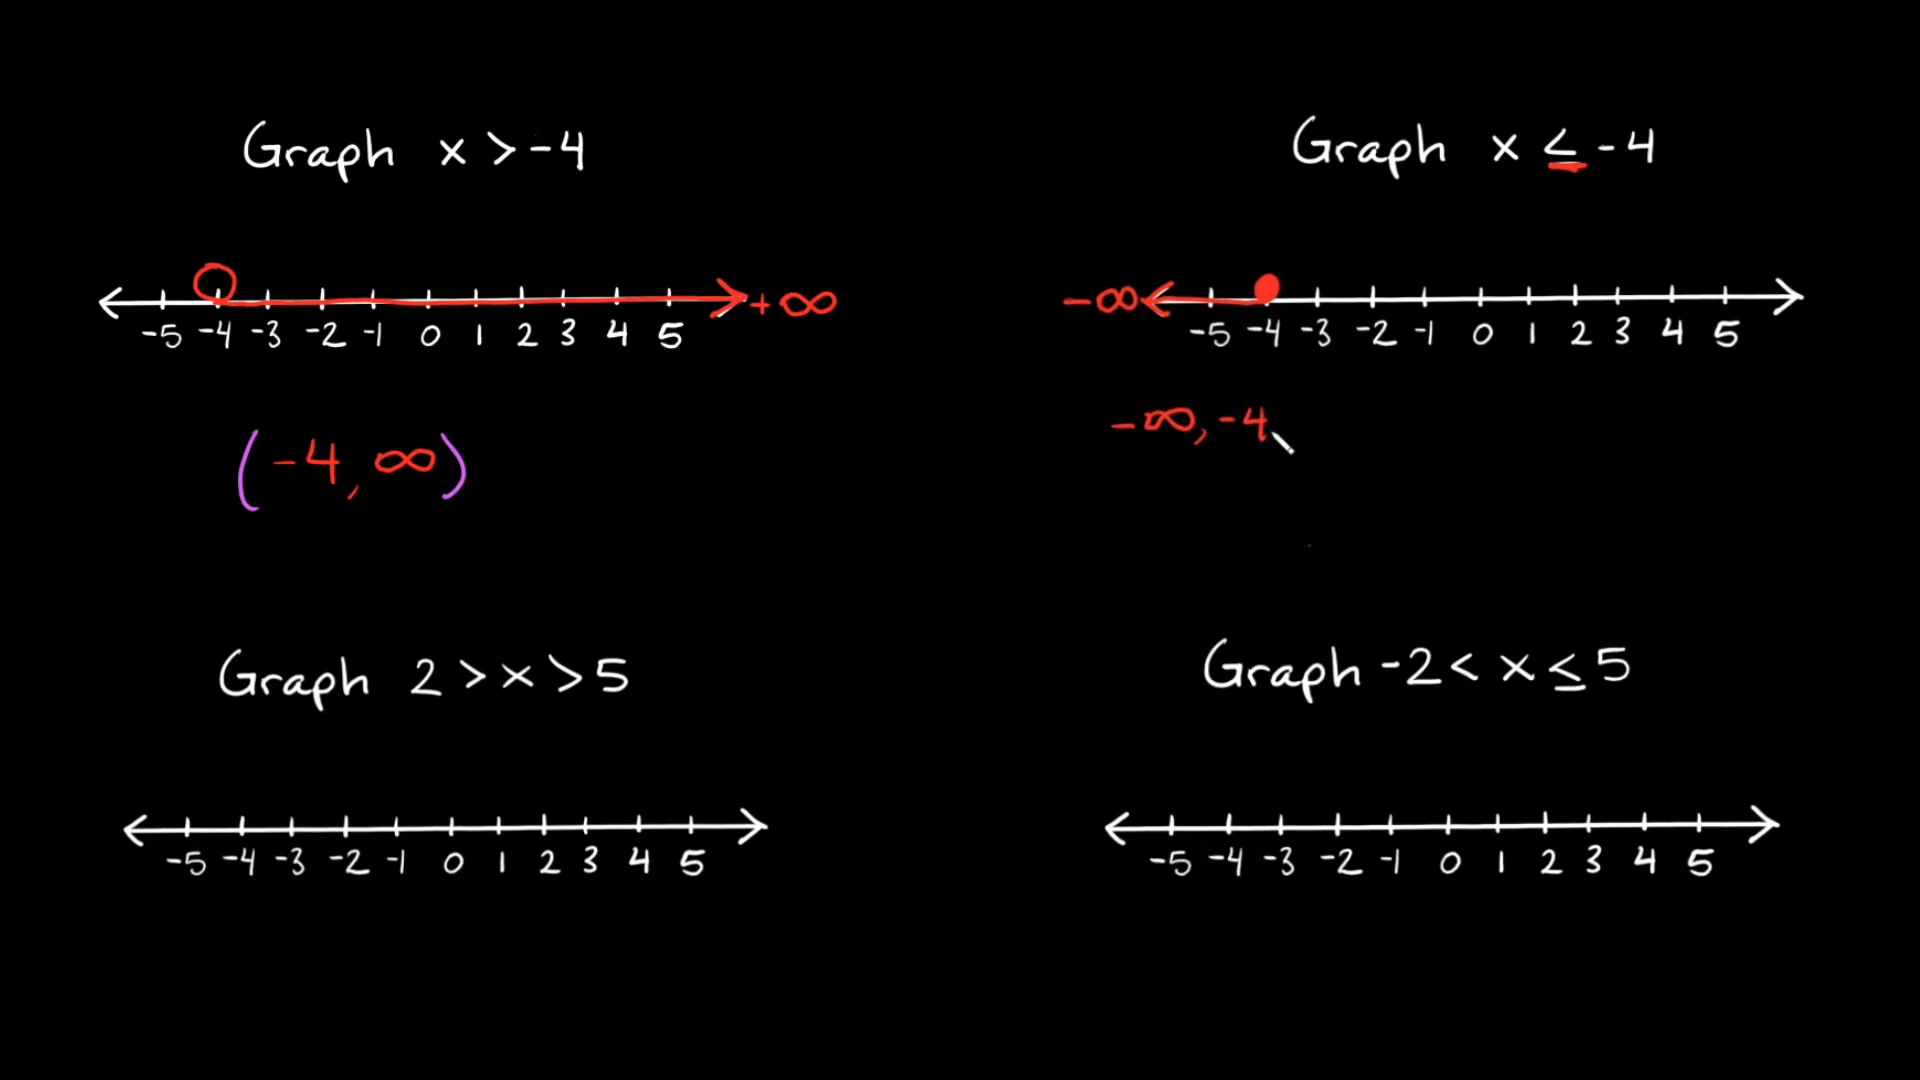 Graph x > -4
+ ∞
-5 -4 -3 -2 -1 0 1 2 3 4 5
(-4, ∞)
Graph x ≤ -4
-∞
-5 -4 -3 -2 -1 0 1 2 3 4 5
-∞, -4
Graph 2 > x > 5
-5 -4 -3 -2 -1 0 1 2 3 4 5
Graph -2 < x ≤ 5
-5 -4 -3 -2 -1 0 1 2 3 4 5